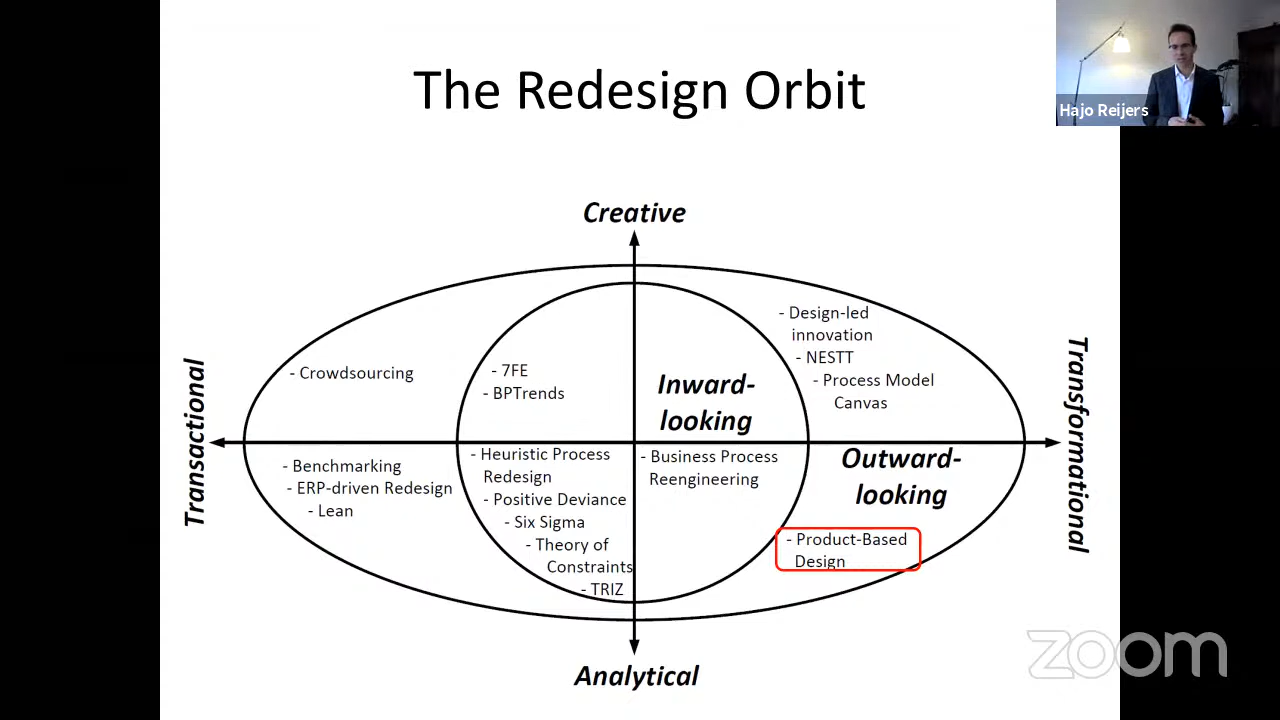 The Redesign Orbit
Hajo Reijers
Creative
Transactional
Transformational
- Crowdsourcing
- 7FE
- BPTrends
Inward-
looking
- Design-led
innovation
- NESTT
- Process Model
Canvas
- Benchmarking
- ERP-driven Redesign
- Lean
- Heuristic Process
Redesign
- Positive Deviance
- Six Sigma
- Theory of
Constraints
- TRIZ
- Business Process
Reengineering
Outward-
looking
- Product-Based
Design
Analytical
zoom